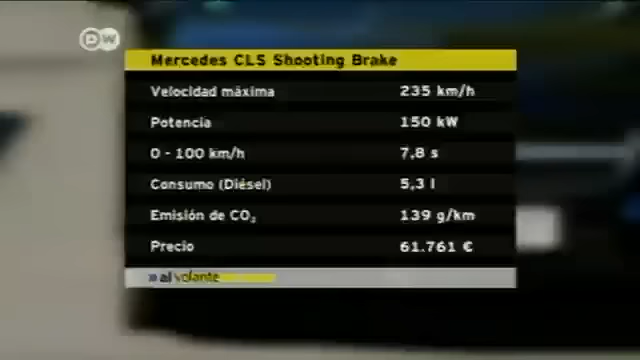 DW
Mercedes CLS Shooting Brake
Velocidad máxima 235 km/h
Potencia 150 kW
0 - 100 km/h 7,8 s
Consumo (Diésel) 5,3 l
Emisión de CO₂ 139 g/km
Precio 61.761 €
» al volante